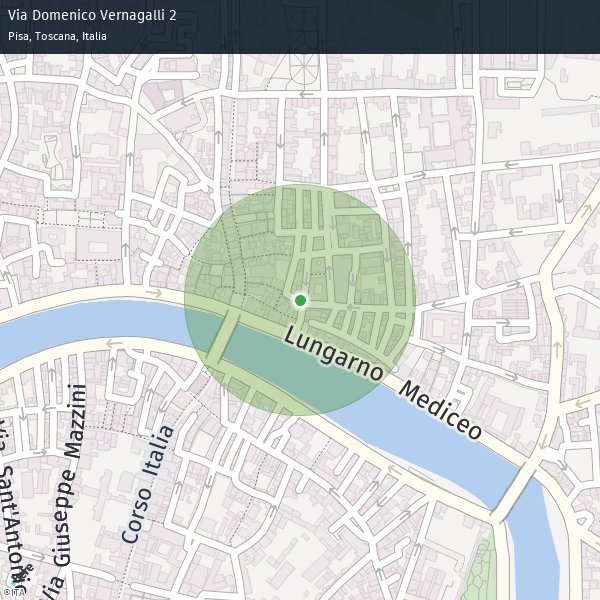 Via Domenico Vernagalli 2
Pisa, Toscana, Italia
Lungarno Mediceo
Via Giuseppe Mazzini
Corso Italia
Via Sant'Antonio